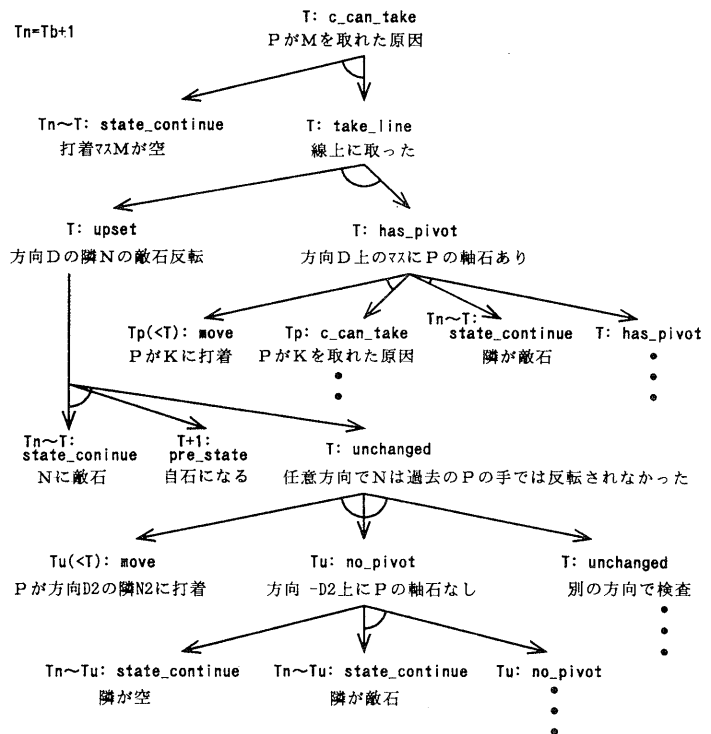 Tn=Tb+1
T: c_can_take
PがMを取れた原因
Tn～T: state_continue
打着ﾏｽMが空
T: take_line
線上に取った
T: upset
方向Dの隣Nの敵石反転
T: has_pivot
方向D上のﾏｽにPの軸石あり
Tp(<T): move
PがKに打着
Tp: c_can_take
PがKを取れた原因
Tn～T:
state_continue
隣が敵石
T: has_pivot
Tn～T:
state_coninue
Nに敵石
T+1:
pre_state
自石になる
T: unchanged
任意方向でNは過去のPの手では反転されなかった
Tu(<T): move
Pが方向D2の隣N2に打着
Tu: no_pivot
方向 -D2上にPの軸石なし
T: unchanged
別の方向で検査
Tn～Tu: state_continue
隣が空
Tn～Tu: state_continue
隣が敵石
Tu: no_pivot